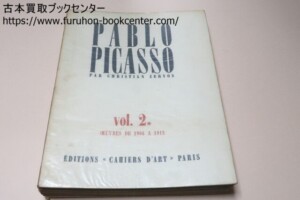 古本買取ブックセンター
https://www.furuhon-bookcenter.com/
PABLO
PICASSO
PAR CHRISTIAN ZERVOS
vol. 2*
ŒUVRES DE 1906 A 1912
ÉDITIONS • CAHIERS D'ART • PARIS